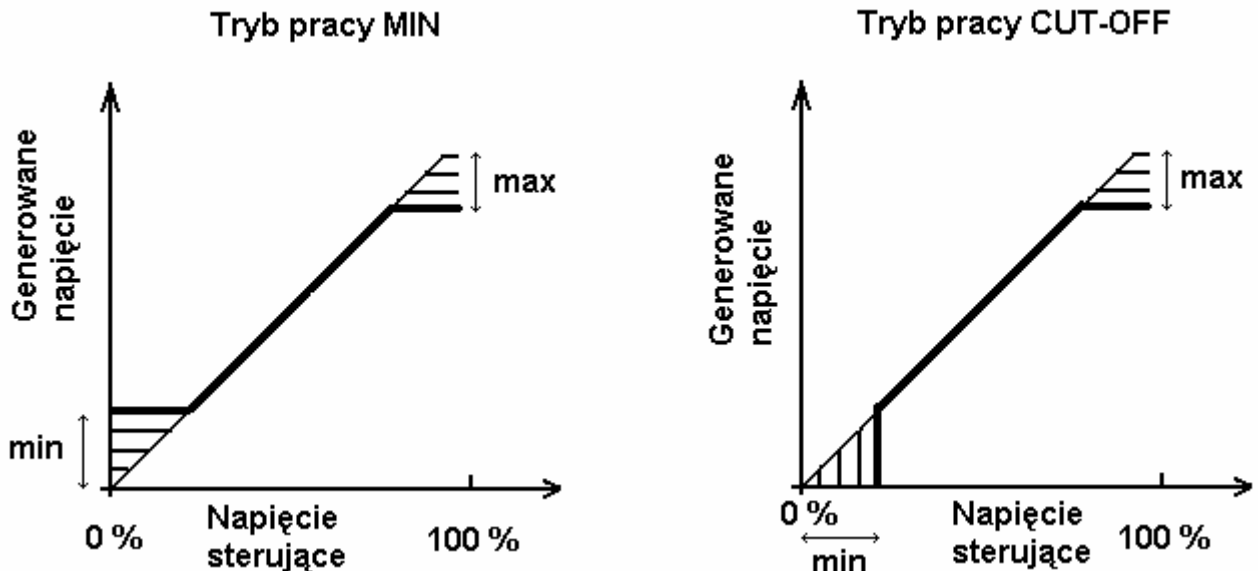 Tryb pracy MIN
Generowane
napięcie
max
min
0 %
Napięcie
sterujące
100 %
Tryb pracy CUT-OFF
Generowane
napięcie
max
0 %
min
Napięcie
sterujące
100 %